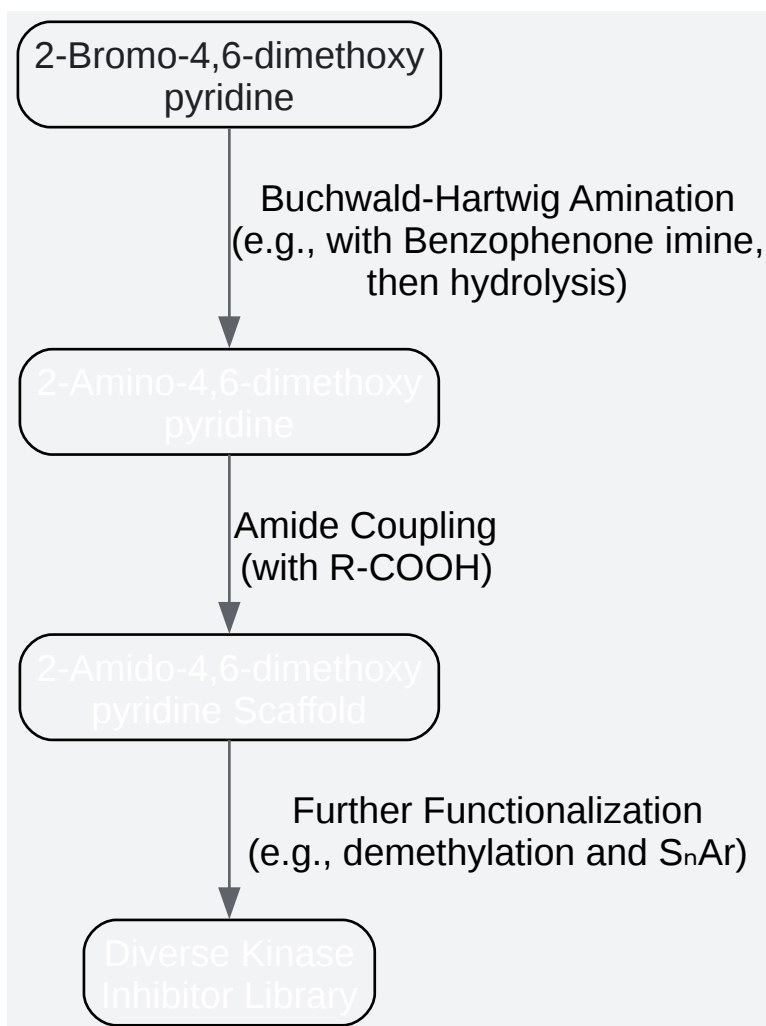 2-Bromo-4,6-dimethoxy
pyridine
Buchwald-Hartwig Amination
(e.g., with Benzophenone imine,
then hydrolysis)
2-Amino-4,6-dimethoxy
pyridine
Amide Coupling
(with R-COOH)
2-Amido-4,6-dimethoxy
pyridine Scaffold
Further Functionalization
(e.g., demethylation and SₙAr)
Diverse Kinase
Inhibitor Library